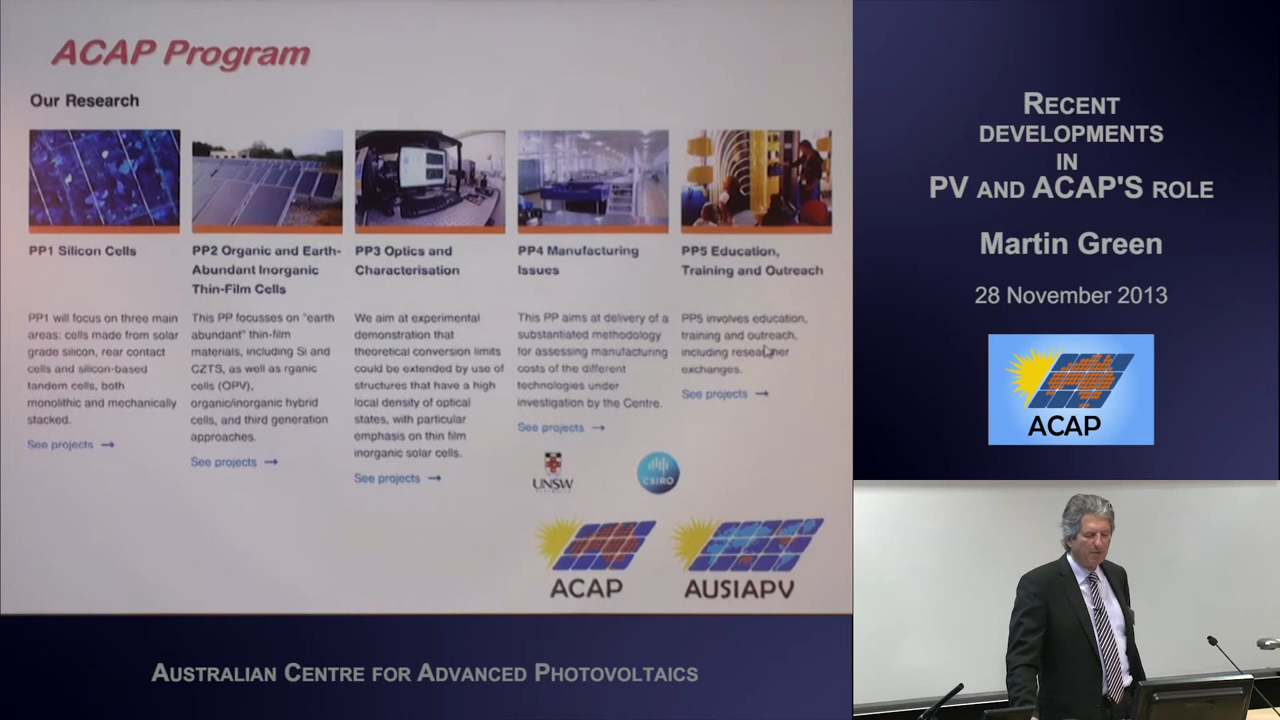 ACAP Program
Our Research
PP1 Silicon Cells
PP1 will focus on three main
areas: cells made from solar
grade silicon, rear contact
cells and silicon-based
tandem cells, both
monolithic and mechanically
stacked.
See projects →
PP2 Organic and Earth-
Abundant Inorganic
Thin-Film Cells
This PP focusses on "earth
abundant" thin-film
materials, including Si and
CZTS, as well as rganic
cells (OPV),
organic/inorganic hybrid
cells, and third generation
approaches.
See projects →
PP3 Optics and
Characterisation
We aim at experimental
demonstration that
theoretical conversion limits
could be extended by use of
structures that have a high
local density of optical
states, with particular
emphasis on thin film
inorganic solar cells.
See projects →
PP4 Manufacturing
Issues
This PP aims at delivery of a
substantiated methodology
for assessing manufacturing
costs of the different
technologies under
investigation by the Centre.
See projects →
PP5 Education,
Training and Outreach
PP5 involves education,
training and outreach,
including researcher
exchanges.
See projects →
UNSW
CSIRO
ACAP
AUSIAPV
RECENT
DEVELOPMENTS
IN
PV AND ACAP'S ROLE
Martin Green
28 November 2013
ACAP
AUSTRALIAN CENTRE FOR ADVANCED PHOTOVOLTAICS